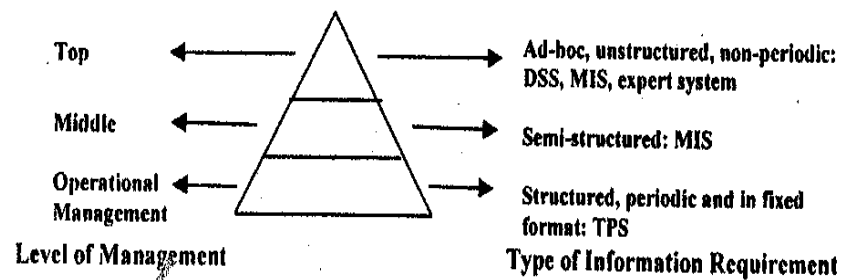 Top
Ad-hoc, unstructured, non-periodic:
DSS, MIS, expert system
Middle
Semi-structured: MIS
Operational
Management
Structured, periodic and in fixed
format: TPS
Level of Management
Type of Information Requirement